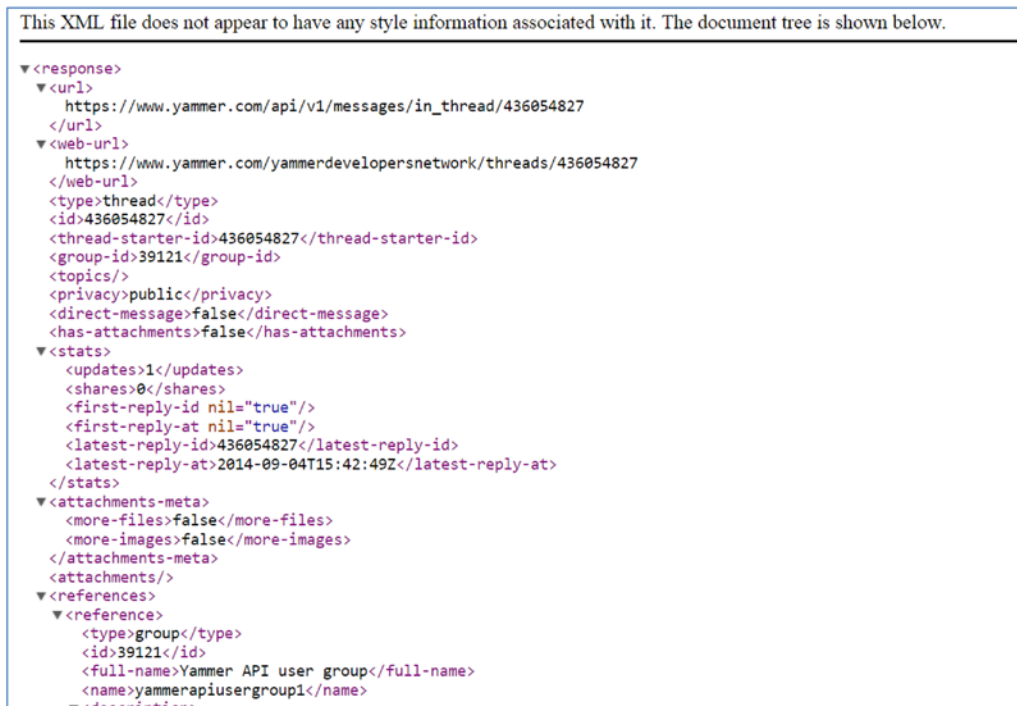 This XML file does not appear to have any style information associated with it. The document tree is shown below.
▼<response>
▼<url>
https://www.yammer.com/api/v1/messages/in_thread/436054827
</url>
▼<web-url>
https://www.yammer.com/yammerdevelopersnetwork/threads/436054827
</web-url>
<type>thread</type>
<id>436054827</id>
<thread-starter-id>436054827</thread-starter-id>
<group-id>39121</group-id>
<topics/>
<privacy>public</privacy>
<direct-message>false</direct-message>
<has-attachments>false</has-attachments>
▼<stats>
<updates>1</updates>
<shares>0</shares>
<first-reply-id nil="true"/>
<first-reply-at nil="true"/>
<latest-reply-id>436054827</latest-reply-id>
<latest-reply-at>2014-09-04T15:42:49Z</latest-reply-at>
</stats>
▼<attachments-meta>
<more-files>false</more-files>
<more-images>false</more-images>
</attachments-meta>
<attachments/>
▼<references>
▼<reference>
<type>group</type>
<id>39121</id>
<full-name>Yammer API user group</full-name>
<name>yammerapiusergroup1</name>